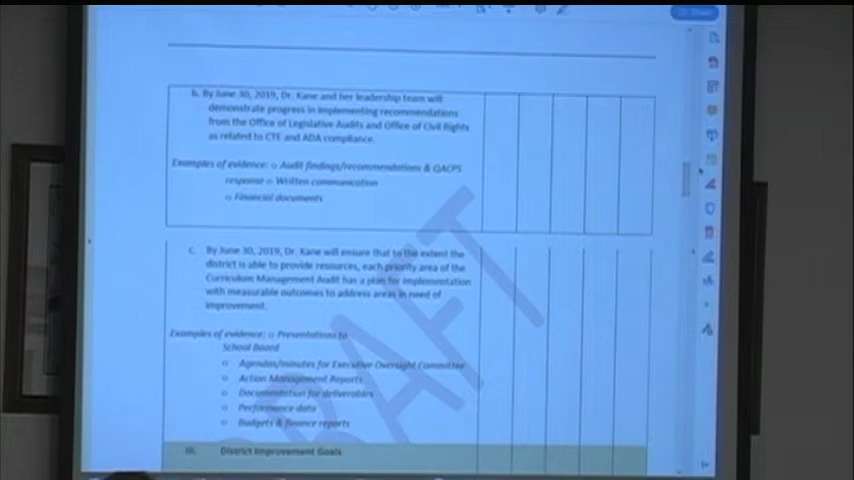 b. By June 30, 2019, Dr. Kane and her leadership team will
demonstrate progress in implementing recommendations
from the Office of Legislative Audits and Office of Civil Rights
as related to CTE and ADA compliance.
Examples of evidence: o Audit findings/recommendations & QACPS
response o Written communication
o Financial documents
c. By June 30, 2019, Dr. Kane will ensure that to the extent the
district is able to provide resources, each priority area of the
Curriculum Management Audit has a plan for implementation
with measurable outcomes to address areas in need of
improvement.
Examples of evidence: o Presentations to
School Board
o Agendas/minutes for Executive Oversight Committee
o Action Management Reports
o Documentation for deliverables
o Performance data
o Budgets & finance reports
III. District Improvement Goals
DRAFT